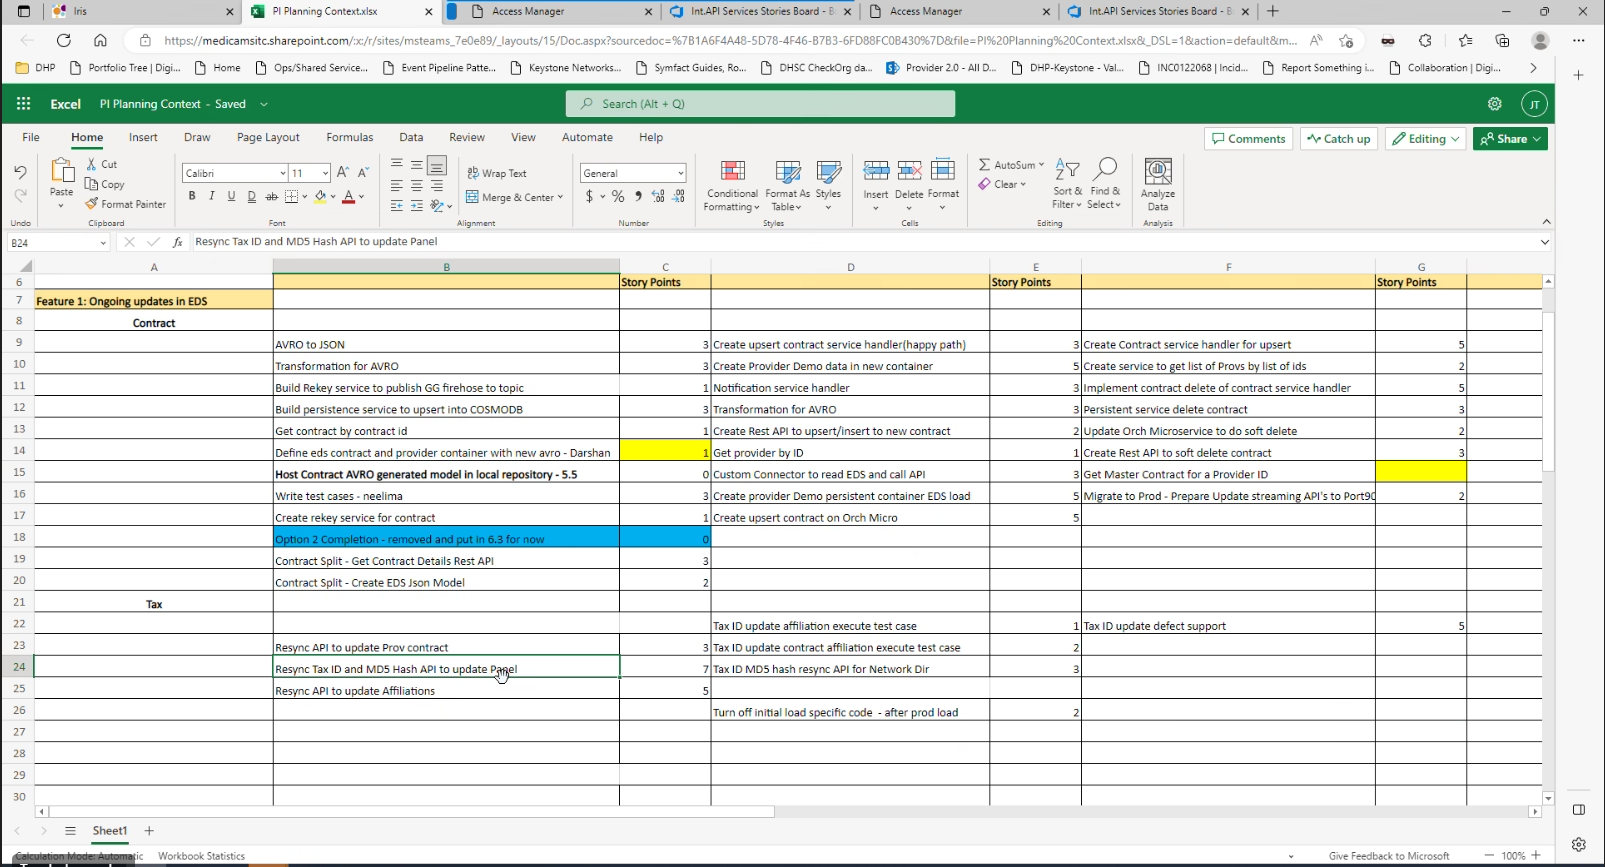 Iris
PI Planning Context.xlsx
Access Manager
Int.API Services Stories Board - B
Access Manager
Int.API Services Stories Board - B
https://medicamsitc.sharepoint.com/:x:/r/sites/msteams_7e0e89/_layouts/15/Doc.aspx?sourcedoc=%7B1A6F4A48-5D78-4F46-B7B3-6FD88FC0B430%7D&file=PI%20Planning%20Context.xlsx&_DSL=1&action=default&m...
DHP
Portfolio Tree | Digi...
Home
Ops/Shared Service...
Event Pipeline Patte...
Keystone Networks...
Symfact Guides, Ro...
DHSC CheckOrg da...
Provider 2.0 - All D...
DHP-Keystone - Val...
INC0122068 | Incid...
Report Something i...
Collaboration | Digi...
Excel PI Planning Context - Saved
Search (Alt + Q)
JT
File Home Insert Draw Page Layout Formulas Data Review View Automate Help
Comments Catch up Editing Share
Paste Cut
Copy
Format Painter
Calibri 11
B I U D ab A
Wrap Text
Merge & Center
General
$ % 9
Conditional Formatting
Format As Table
Styles
Insert Delete Format
AutoSum
Clear
Sort & Filter
Find & Select
Analyze Data
Undo Clipboard Font Alignment Number Styles Cells Editing Analysis
B24 fx Resync Tax ID and MD5 Hash API to update Panel
A B C D E F G
6 Story Points Story Points Story Points
7 Feature 1: Ongoing updates in EDS
8 Contract
9 AVRO to JSON 3 Create upsert contract service handler(happy path) 3 Create Contract service handler for upsert 5
10 Transformation for AVRO 3 Create Provider Demo data in new container 5 Create service to get list of Provs by list of ids 2
11 Build Rekey service to publish GG firehose to topic 1 Notification service handler 3 Implement contract delete of contract service handler 5
12 Build persistence service to upsert into COSMODB 3 Transformation for AVRO 3 Persistent service delete contract 3
13 Get contract by contract id 1 Create Rest API to upsert/insert to new contract 2 Update Orch Microservice to do soft delete 2
14 Define eds contract and provider container with new avro - Darshan 1 Get provider by ID 1 Create Rest API to soft delete contract 3
15 Host Contract AVRO generated model in local repository - 5.5 0 Custom Connector to read EDS and call API 3 Get Master Contract for a Provider ID
16 Write test cases - neelima 3 Create provider Demo persistent container EDS load 5 Migrate to Prod - Prepare Update streaming API's to Port90 2
17 Create rekey service for contract 1 Create upsert contract on Orch Micro 5
18 Option 2 Completion - removed and put in 6.3 for now 0
19 Contract Split - Get Contract Details Rest API 3
20 Contract Split - Create EDS Json Model 2
21 Tax
22 Tax ID update affiliation execute test case 1 Tax ID update defect support 5
23 Resync API to update Prov contract 3 Tax ID update contract affiliation execute test case 2
24 Resync Tax ID and MD5 Hash API to update Panel 7 Tax ID MD5 hash resync API for Network Dir 3
25 Resync API to update Affiliations 5
26 Turn off initial load specific code - after prod load 2
27
28
29
30
Sheet1
Calculation Mode: Automatic Workbook Statistics
Give Feedback to Microsoft 100%